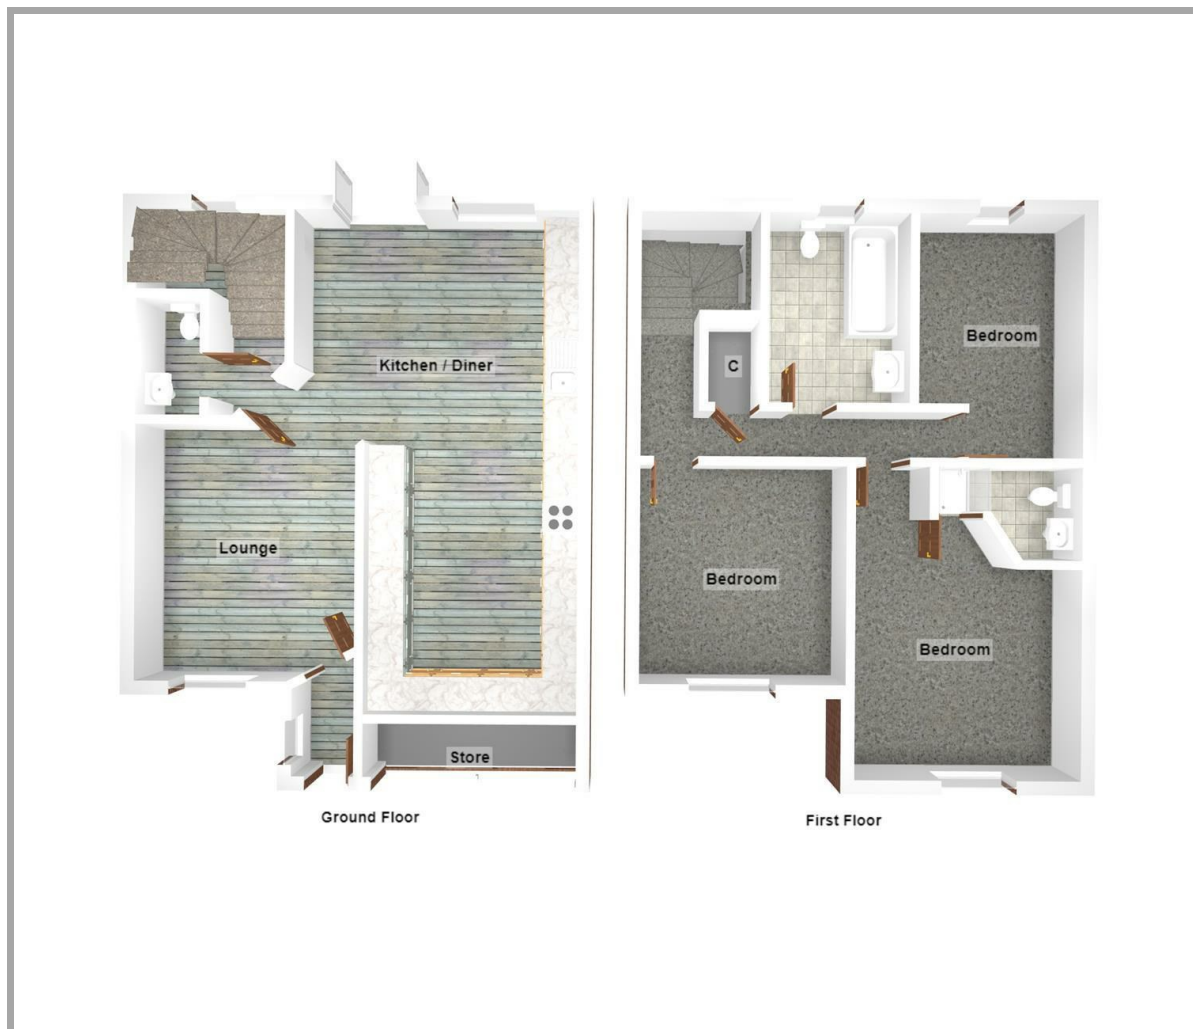 Kitchen / Diner
Lounge
Store
Ground Floor
C
Bedroom
Bedroom
Bedroom
First Floor